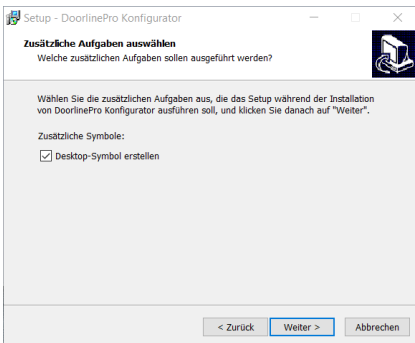 Setup - DoorlinePro Konfigurator
Zusätzliche Aufgaben auswählen
Welche zusätzlichen Aufgaben sollen ausgeführt werden?
Wählen Sie die zusätzlichen Aufgaben aus, die das Setup während der Installation
von DoorlinePro Konfigurator ausführen soll, und klicken Sie danach auf "Weiter".
Zusätzliche Symbole:
Desktop-Symbol erstellen
< Zurück Weiter > Abbrechen